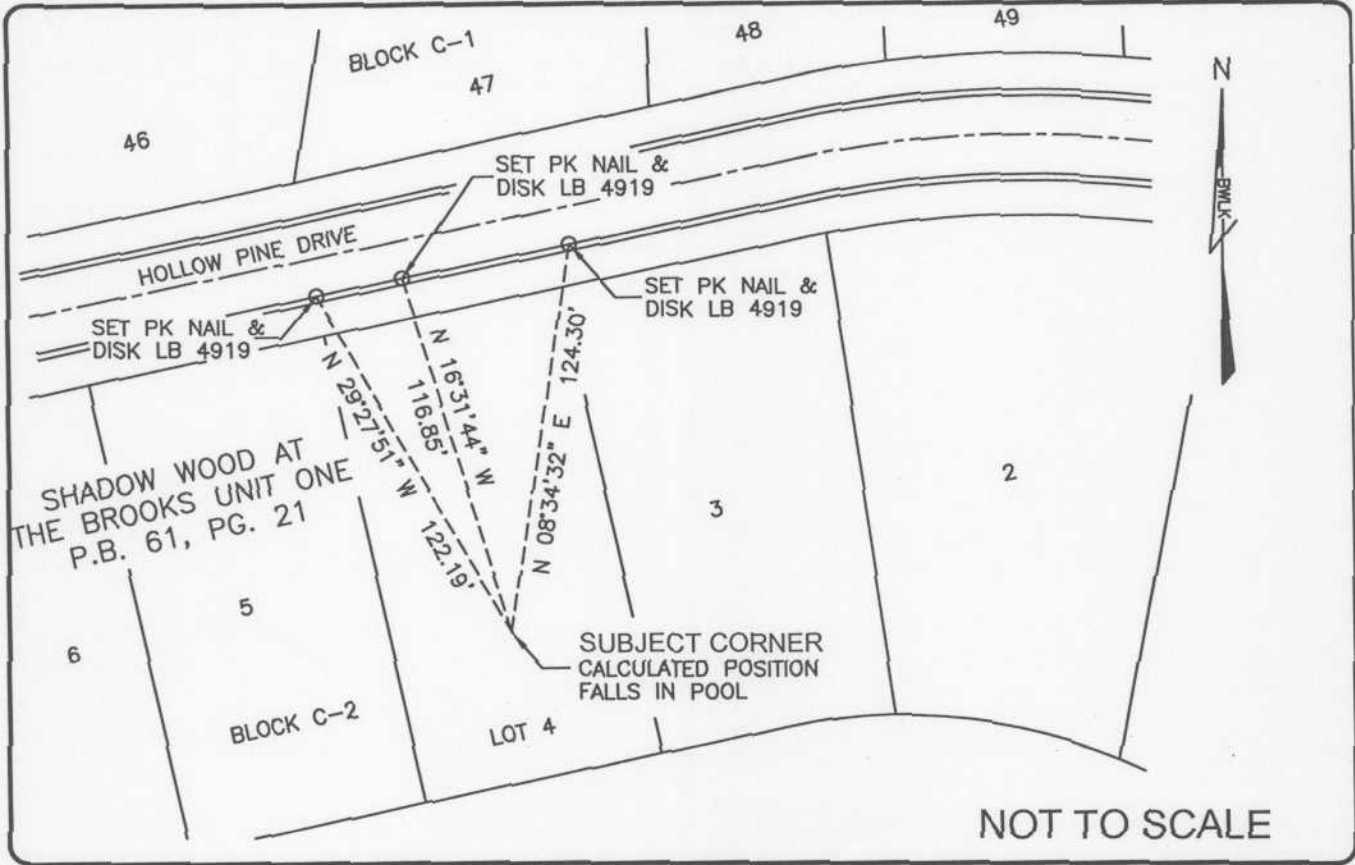 49
48
BLOCK C-1
47
46
N
BWLK
SET PK NAIL &
DISK LB 4919
HOLLOW PINE DRIVE
SET PK NAIL &
DISK LB 4919
SET PK NAIL &
DISK LB 4919
N 29°27'51" W 122.19'
N 16°31'44" W
116.85'
N 08°34'32" E 124.30'
SHADOW WOOD AT
THE BROOKS UNIT ONE
P.B. 61, PG. 21
2
3
5
6
SUBJECT CORNER
CALCULATED POSITION
FALLS IN POOL
BLOCK C-2
LOT 4
NOT TO SCALE